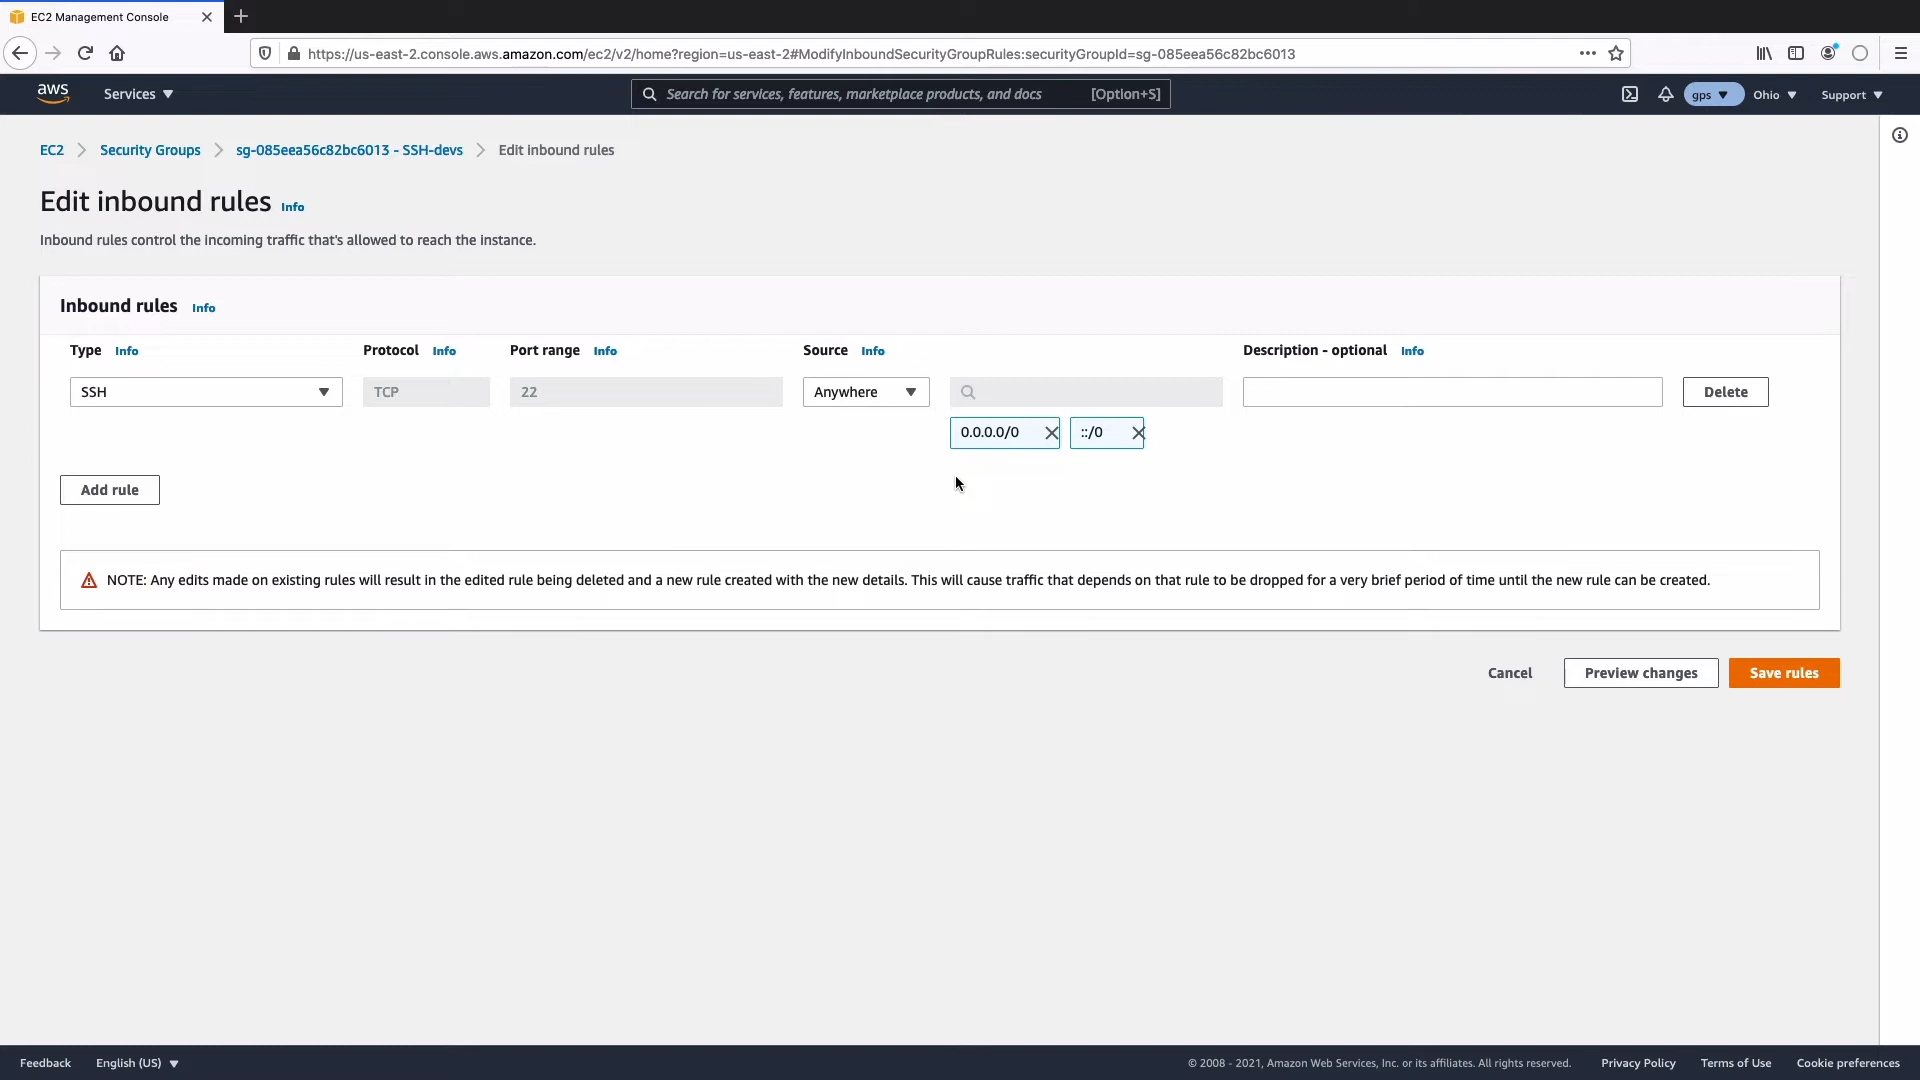 EC2 Management Console
https://us-east-2.console.aws.amazon.com/ec2/v2/home?region=us-east-2#ModifyInboundSecurityGroupRules:securityGroupId=sg-085eea56c82bc6013
aws
Services
Search for services, features, marketplace products, and docs
[Option+S]
gps
Ohio
Support
EC2
Security Groups
sg-085eea56c82bc6013 - SSH-devs
Edit inbound rules
Edit inbound rules Info
Inbound rules control the incoming traffic that's allowed to reach the instance.
Inbound rules Info
Type Info
Protocol Info
Port range Info
Source Info
Description - optional Info
SSH
TCP
22
Anywhere
Delete
0.0.0.0/0
::/0
Add rule
NOTE: Any edits made on existing rules will result in the edited rule being deleted and a new rule created with the new details. This will cause traffic that depends on that rule to be dropped for a very brief period of time until the new rule can be created.
Cancel
Preview changes
Save rules
Feedback
English (US)
© 2008 - 2021, Amazon Web Services, Inc. or its affiliates. All rights reserved.
Privacy Policy
Terms of Use
Cookie preferences